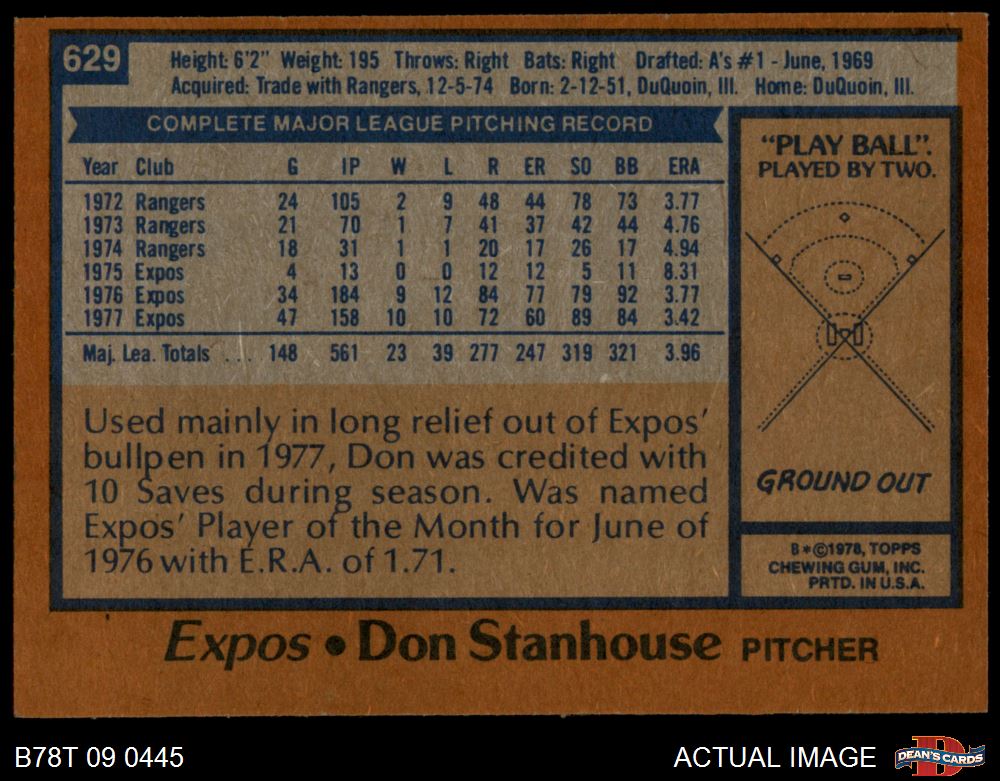 629
Height: 6'2" Weight: 195 Throws: Right Bats: Right Drafted: A's #1 - June, 1969
Acquired: Trade with Rangers, 12-5-74 Born: 2-12-51, DuQuoin, Ill. Home: DuQuoin, Ill.
COMPLETE MAJOR LEAGUE PITCHING RECORD
Year Club G IP W L R ER SO BB ERA
1972 Rangers 24 105 2 9 48 44 78 73 3.77
1973 Rangers 21 70 1 7 41 37 42 44 4.76
1974 Rangers 18 31 1 1 20 17 26 17 4.94
1975 Expos 4 13 0 0 12 12 5 11 8.31
1976 Expos 34 184 9 12 84 77 79 92 3.77
1977 Expos 47 158 10 10 72 60 89 84 3.42
Maj. Lea. Totals ... 148 561 23 39 277 247 319 321 3.96
Used mainly in long relief out of Expos'
bullpen in 1977, Don was credited with
10 Saves during season. Was named
Expos' Player of the Month for June of
1976 with E.R.A. of 1.71.
"PLAY BALL".
PLAYED BY TWO.
GROUND OUT
B*©1978, TOPPS
CHEWING GUM, INC.
PRTD. IN U.S.A.
Expos • Don Stanhouse PITCHER
B78T 09 0445
ACTUAL IMAGE
D
DEAN'S CARDS